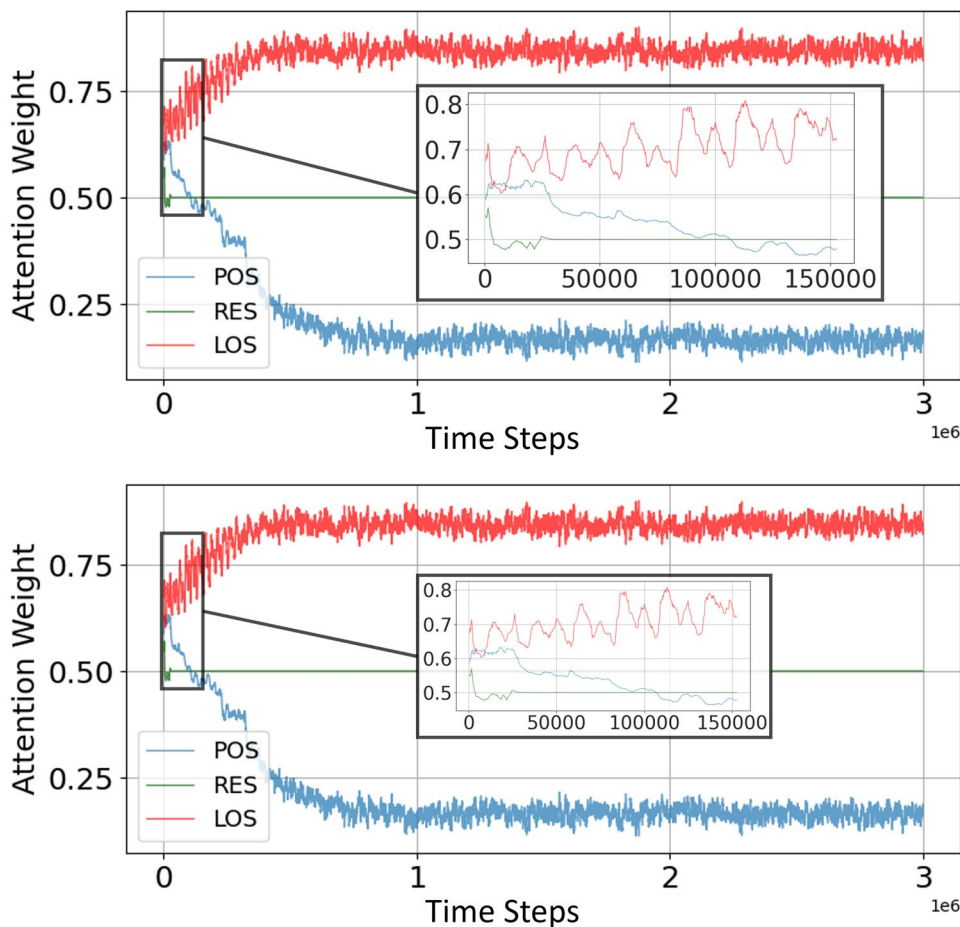 Attention Weight
0.75
0.50
0.25
0.8
0.7
0.6
0.5
0 50000 100000 150000
POS
RES
LOS
0 1 2 3
Time Steps
1e6
Attention Weight
0.75
0.50
0.25
0.8
0.7
0.6
0.5
0 50000 100000 150000
POS
RES
LOS
0 1 2 3
Time Steps
1e6